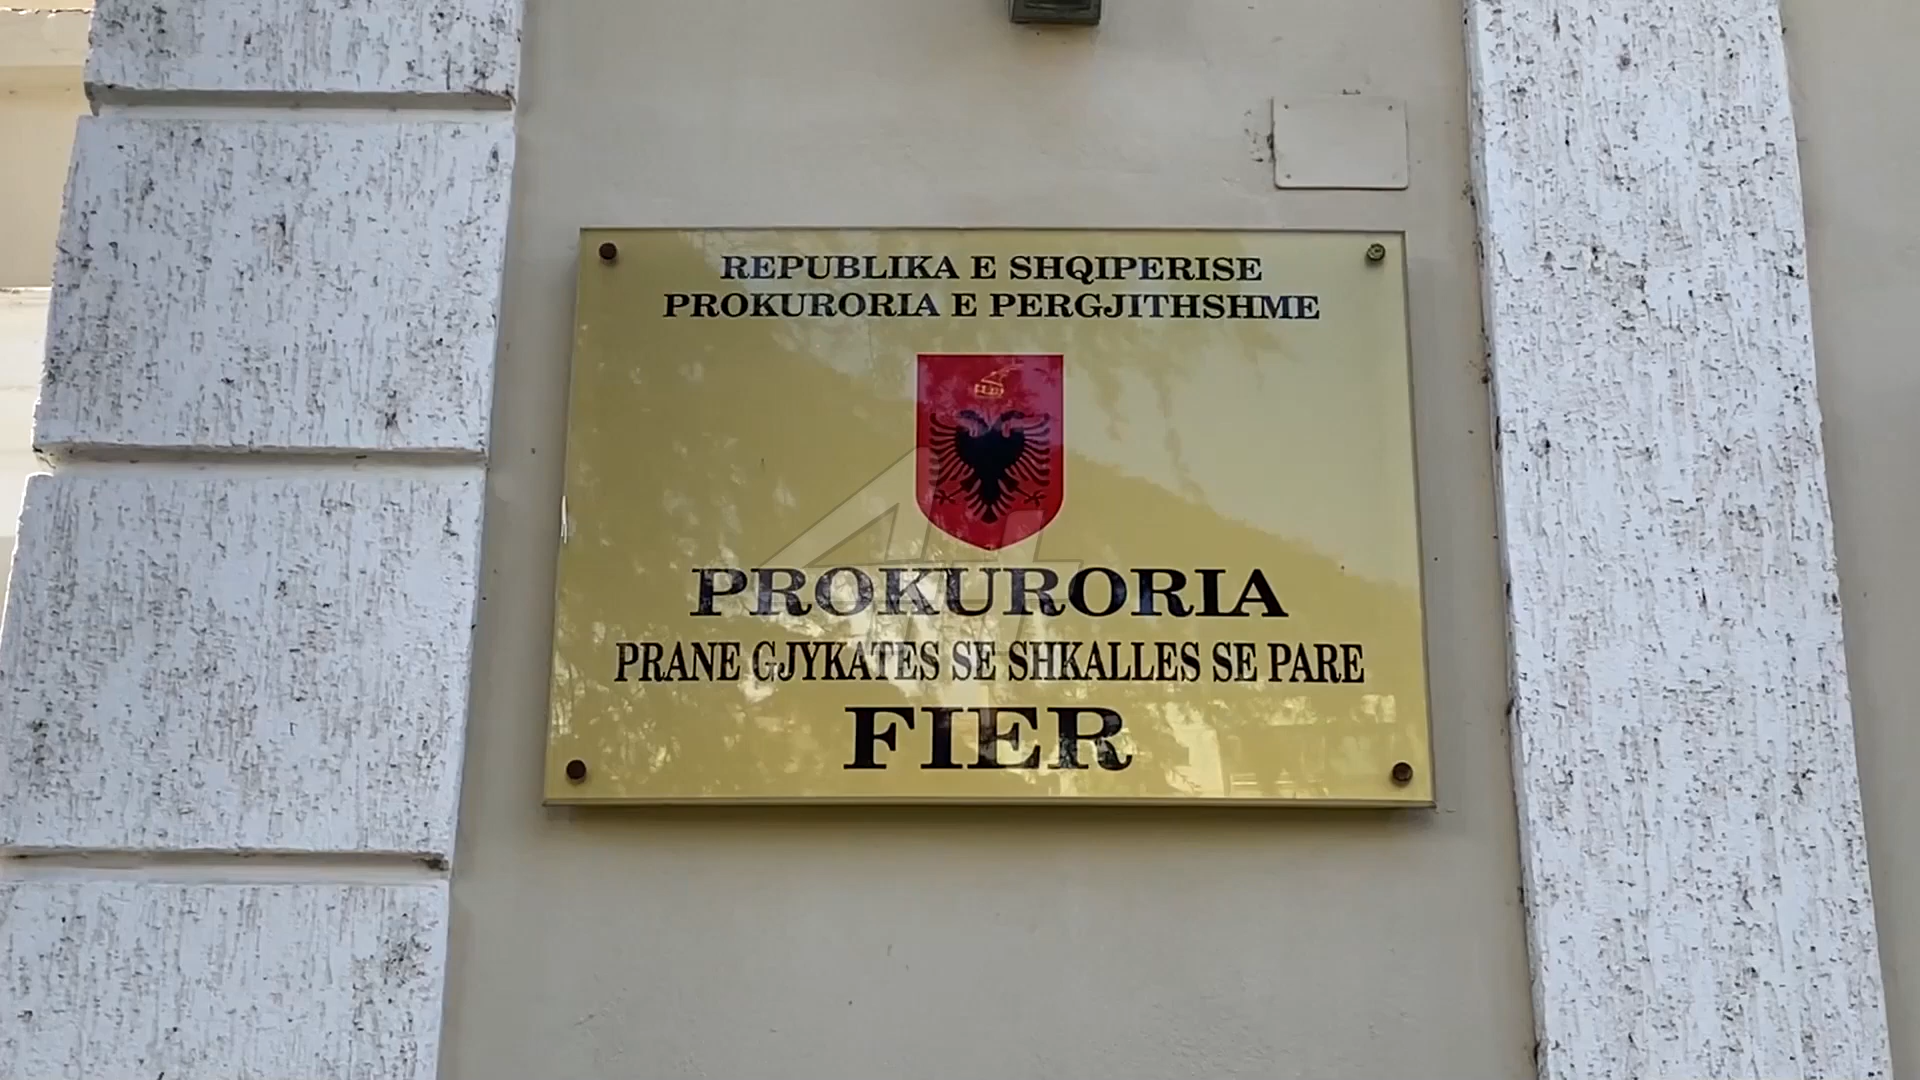 REPUBLIKA E SHQIPERISE
PROKURORIA E PERGJITHSHME
PROKURORIA
PRANE GJYKATES SE SHKALLES SE PARE
FIER